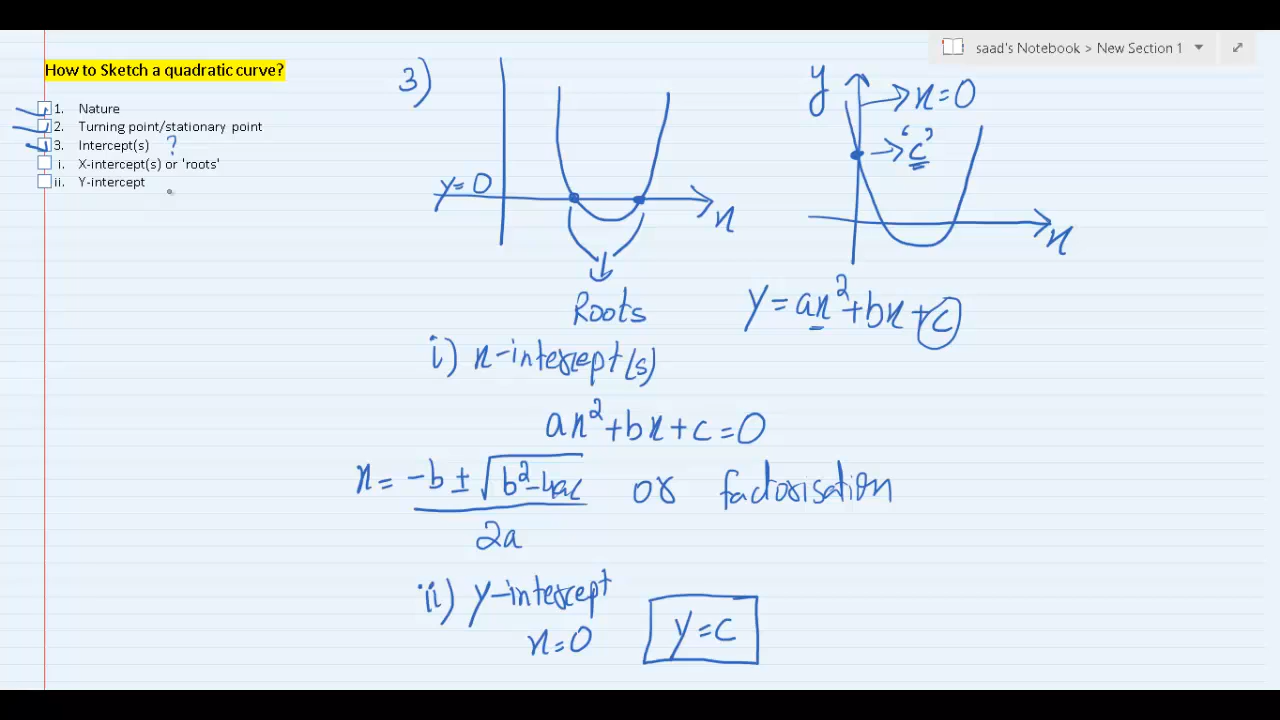 saad's Notebook > New Section 1
How to Sketch a quadratic curve?
1. Nature
2. Turning point/stationary point
3. Intercept(s) ?
i. X-intercept(s) or 'roots'
ii. Y-intercept
3)
y=0
x
Roots
y
x=0
'c'
x
y=ax²+bx+c
i) x-intercept(s)
ax²+bx+c=0
x = -b ± √b²-4ac or factorisation
2a
ii) y-intercept
x=0
y=c